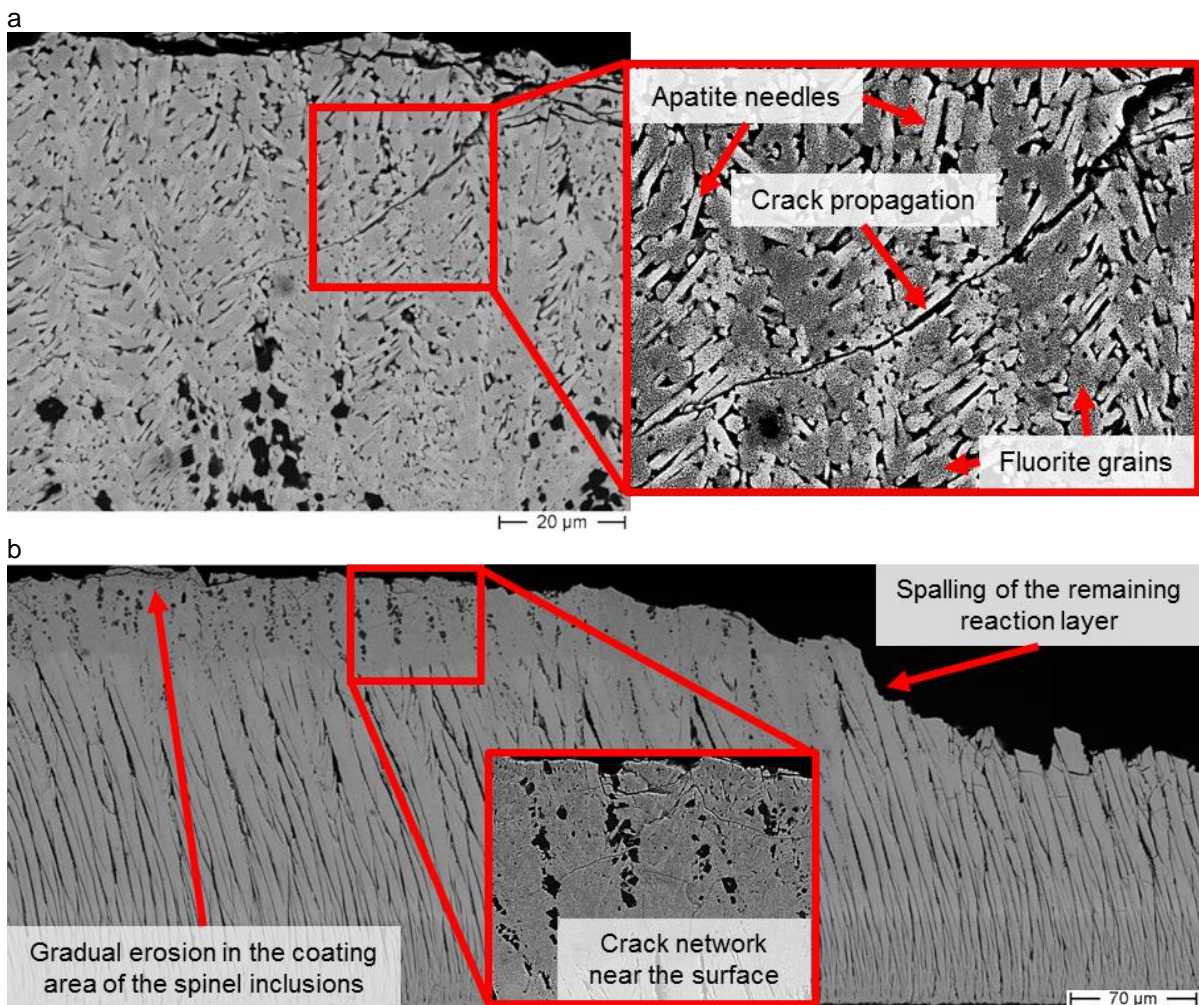 a
Apatite needles
Crack propagation
Fluorite grains
20 µm
b
Spalling of the remaining
reaction layer
Gradual erosion in the coating
area of the spinel inclusions
Crack network
near the surface
70 µm